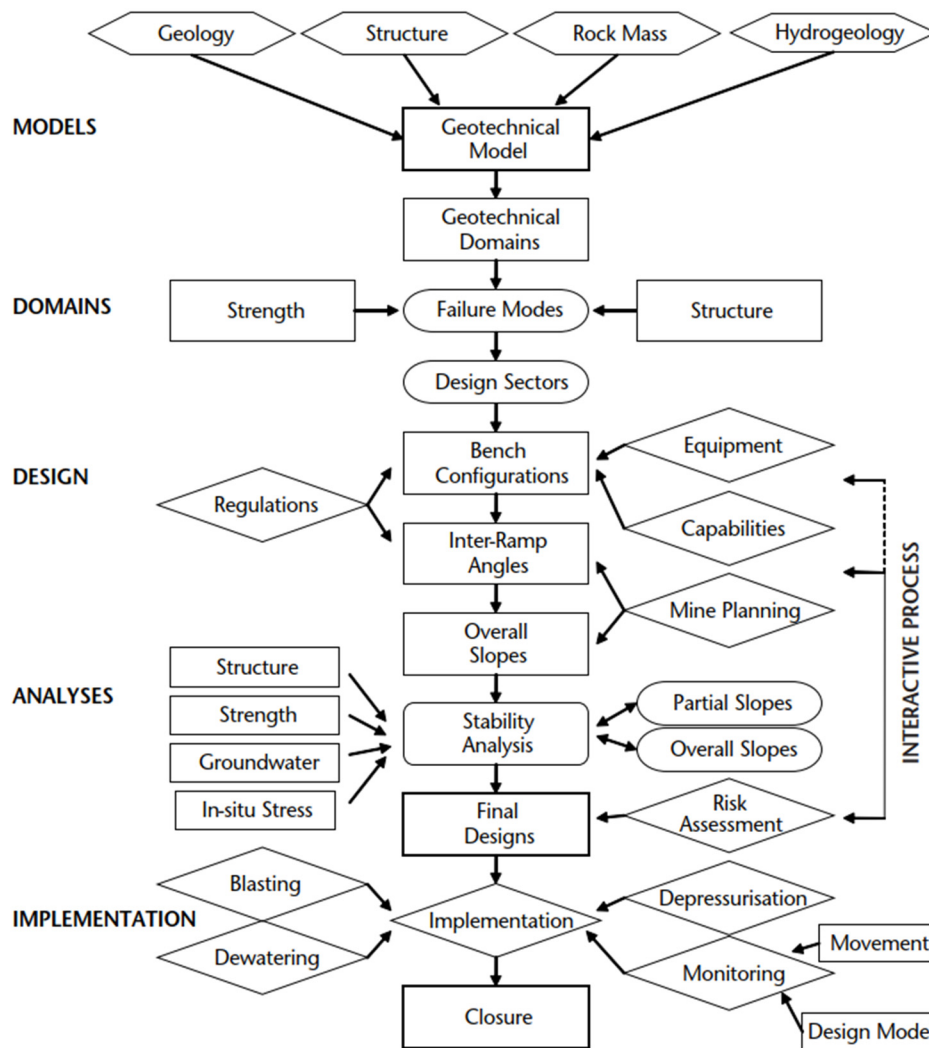 Geology
Structure
Rock Mass
Hydrogeology
MODELS
Geotechnical
Model
Geotechnical
Domains
DOMAINS
Strength
Failure Modes
Structure
Design Sectors
DESIGN
Regulations
Bench
Configurations
Equipment
Capabilities
Inter-Ramp
Angles
Mine Planning
Overall
Slopes
INTERACTIVE PROCESS
ANALYSES
Structure
Strength
Groundwater
In-situ Stress
Stability
Analysis
Partial Slopes
Overall Slopes
Final
Designs
Risk
Assessment
IMPLEMENTATION
Blasting
Dewatering
Implementation
Depressurisation
Monitoring
Movement
Design Model
Closure